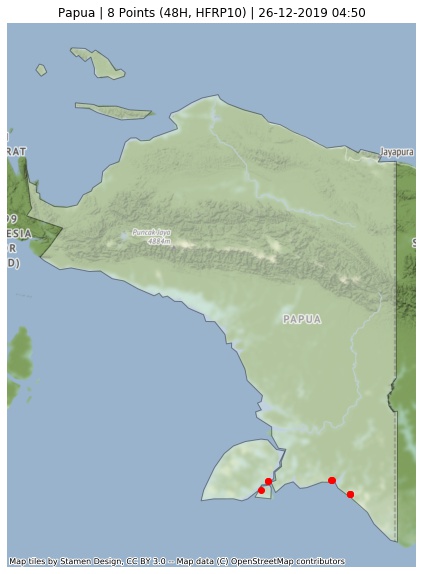 Papua | 8 Points (48H, HFRP10) | 26-12-2019 04:50
Jayapura
RAT
Puncak Jaya
4884m
ESIA
R
D)
PAPUA
S
Map tiles by Stamen Design, CC BY 3.0 -- Map data (C) OpenStreetMap contributors